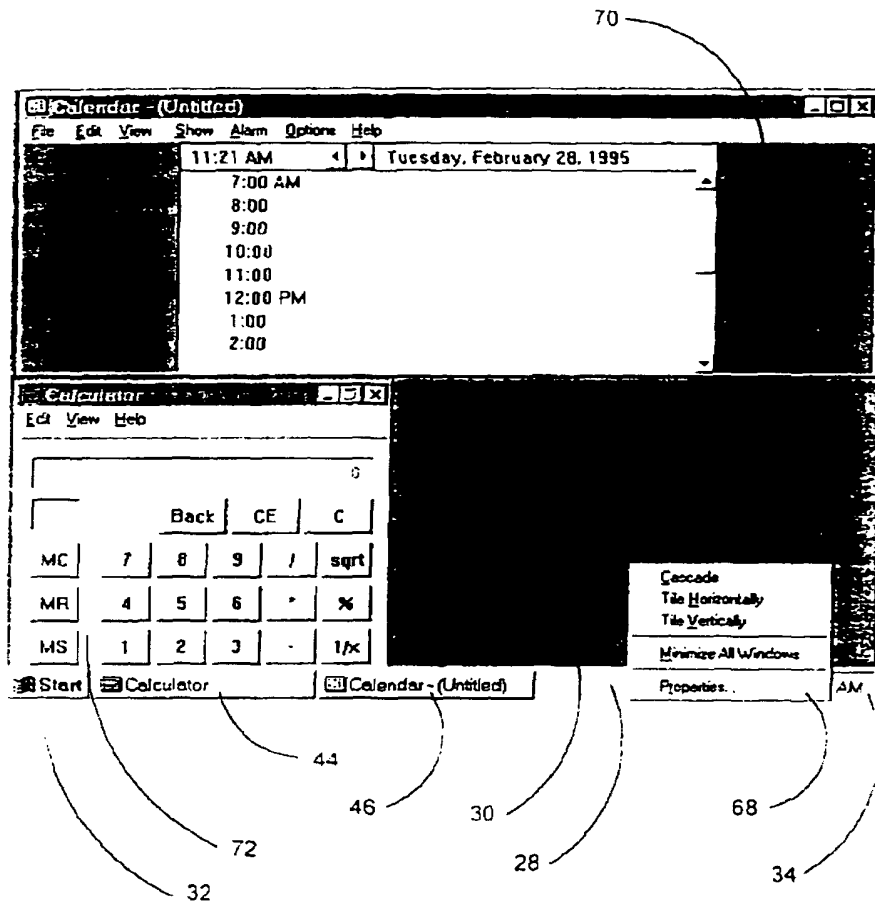 70
Calendar - (Untitled)
File Edit View Show Alarm Options Help
11:21 AM Tuesday, February 28, 1995
7:00 AM
8:00
9:00
10:00
11:00
12:00 PM
1:00
2:00
Calculator
Edit View Help
0
Back CE C
MC 7 8 9 / sqrt
MR 4 5 6 * %
MS 1 2 3 - 1/x
Cascade
Tile Horizontally
Tile Vertically
Minimize All Windows
Properties...
Start Calculator Calendar - (Untitled) AM
44
46 30 68
72 28 34
32